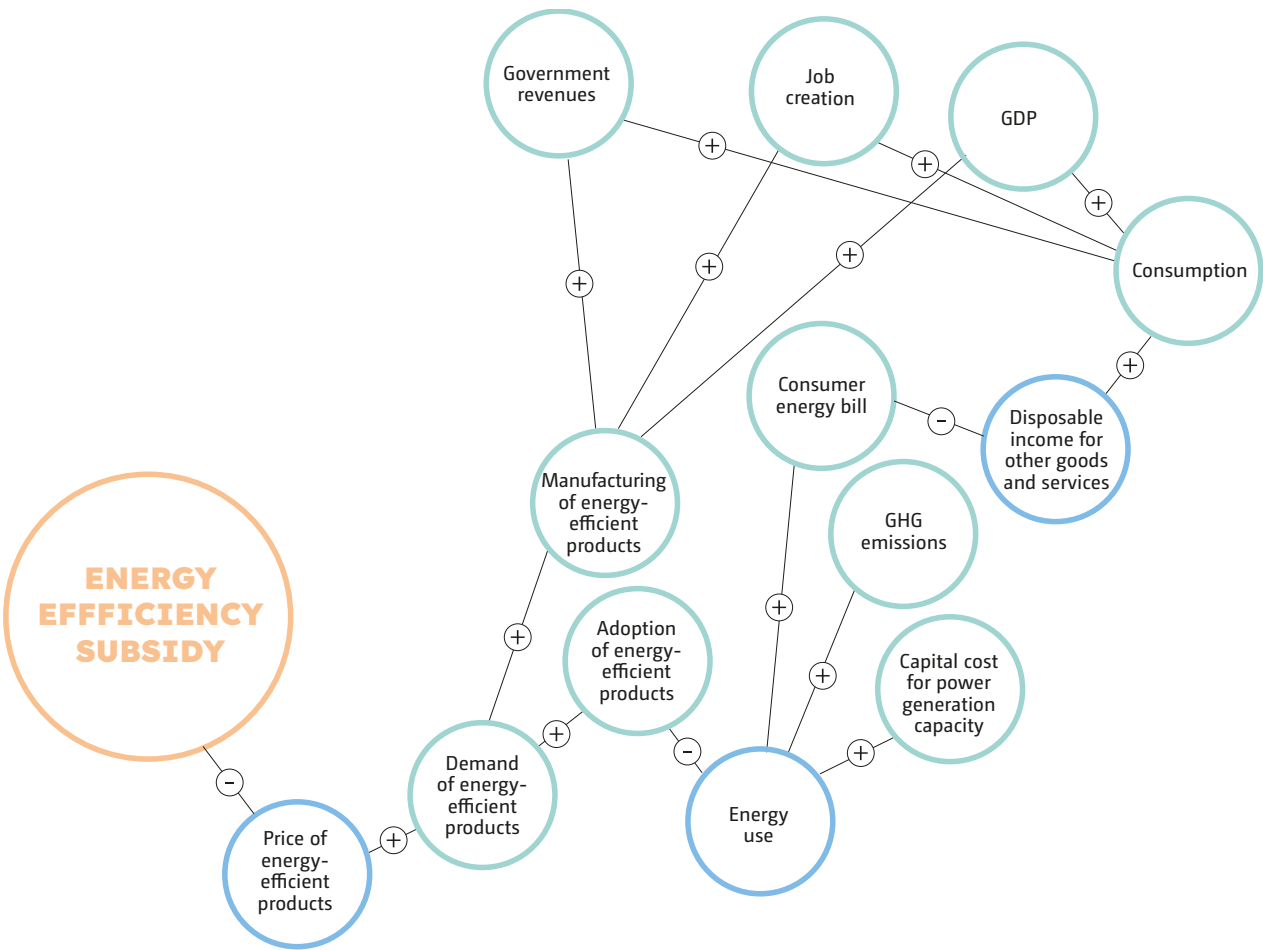 Government
revenues
Job
creation
GDP
+
+
+
+
+
+
Consumption
+
Consumer
energy bill
-
Disposable
income for
other goods
and services
Manufacturing
of energy-
efficient
products
GHG
emissions
ENERGY
EFFFICIENCY
SUBSIDY
+
+
Adoption
of energy-
efficient
products
+
Capital cost
for power
generation
capacity
+
-
+
-
Demand
of energy-
efficient
products
Energy
use
+
Price of
energy-
efficient
products